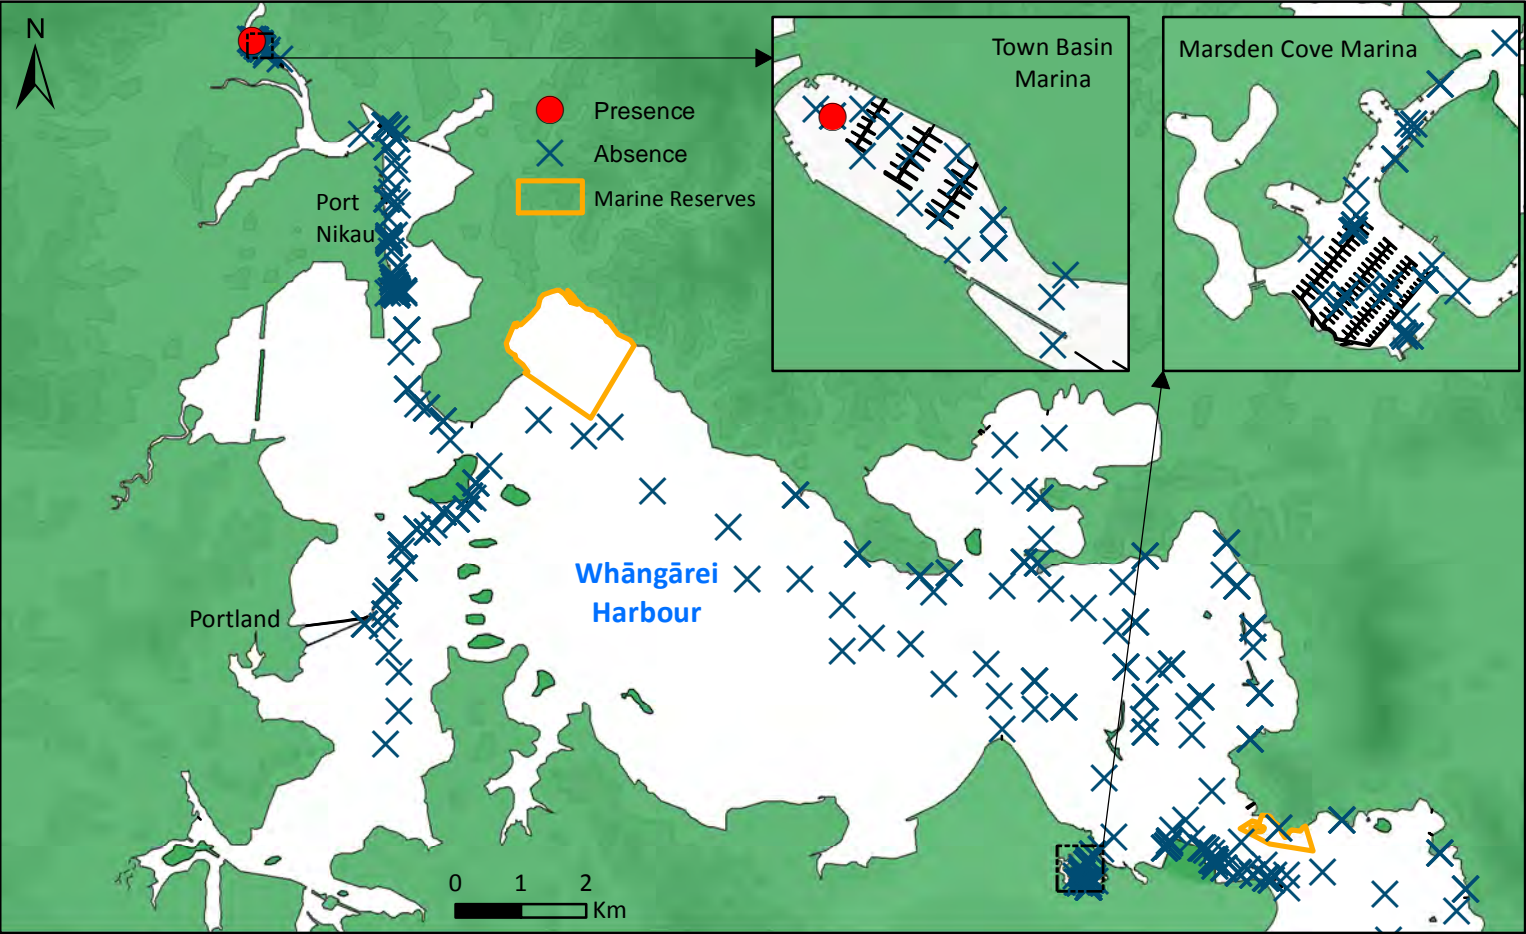 N
Presence
Absence
Marine Reserves
Town Basin
Marina
Marsden Cove Marina
Port
Nikau
Whāngārei
Harbour
Portland
0 1 2
Km